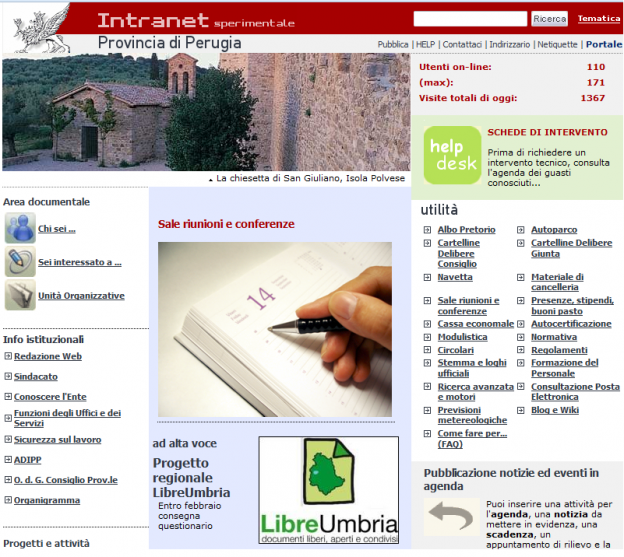 Intranet sperimentale
Ricerca
Tematica
Provincia di Perugia
Pubblica | HELP | Contattaci | Indirizzario | Netiquette | Portale
Utenti on-line: 110
(max): 171
Visite totali di oggi: 1367
La chiesetta di San Giuliano, Isola Polvese
help
desk
SCHEDE DI INTERVENTO
Prima di richiedere un
intervento tecnico, consulta
l'agenda dei guasti
conosciuti...
Area documentale
Chi sei ...
Sei interessato a ...
Unità Organizzative
Info istituzionali
Redazione Web
Sindacato
Conoscere l'Ente
Funzioni degli Uffici e dei
Servizi
Sicurezza sul lavoro
ADIPP
O. d. G. Consiglio Prov.le
Organigramma
Progetti e attività
Sale riunioni e conferenze
14
ad alta voce
Progetto
regionale
LibreUmbria
Entro febbraio
consegna
questionario
LibreUmbria
documenti liberi, aperti e condivisi
utilità
Albo Pretorio
Cartelline
Delibere
Consiglio
Navetta
Sale riunioni e
conferenze
Cassa economale
Modulistica
Circolari
Stemma e loghi
ufficiali
Ricerca avanzata
e motori
Previsioni
metereologiche
Come fare per...
(FAQ)
Autoparco
Cartelline Delibere
Giunta
Materiale di
cancelleria
Presenze, stipendi,
buoni pasto
Autocertificazione
Normativa
Regolamenti
Formazione del
Personale
Consultazione Posta
Elettronica
Blog e Wiki
Pubblicazione notizie ed eventi in
agenda
Puoi inserire una attività per
l'agenda, una notizia da
mettere in evidenza, una
scadenza, un
appuntamento di rilievo e la